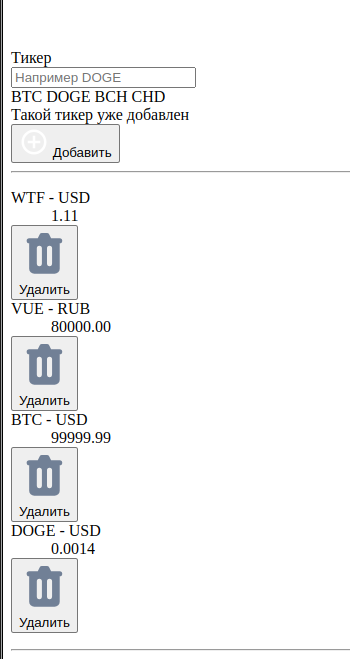 Тикер
Например DOGE
BTC DOGE BCH CHD
Такой тикер уже добавлен
Добавить
WTF - USD
1.11
Удалить
VUE - RUB
80000.00
Удалить
BTC - USD
99999.99
Удалить
DOGE - USD
0.0014
Удалить